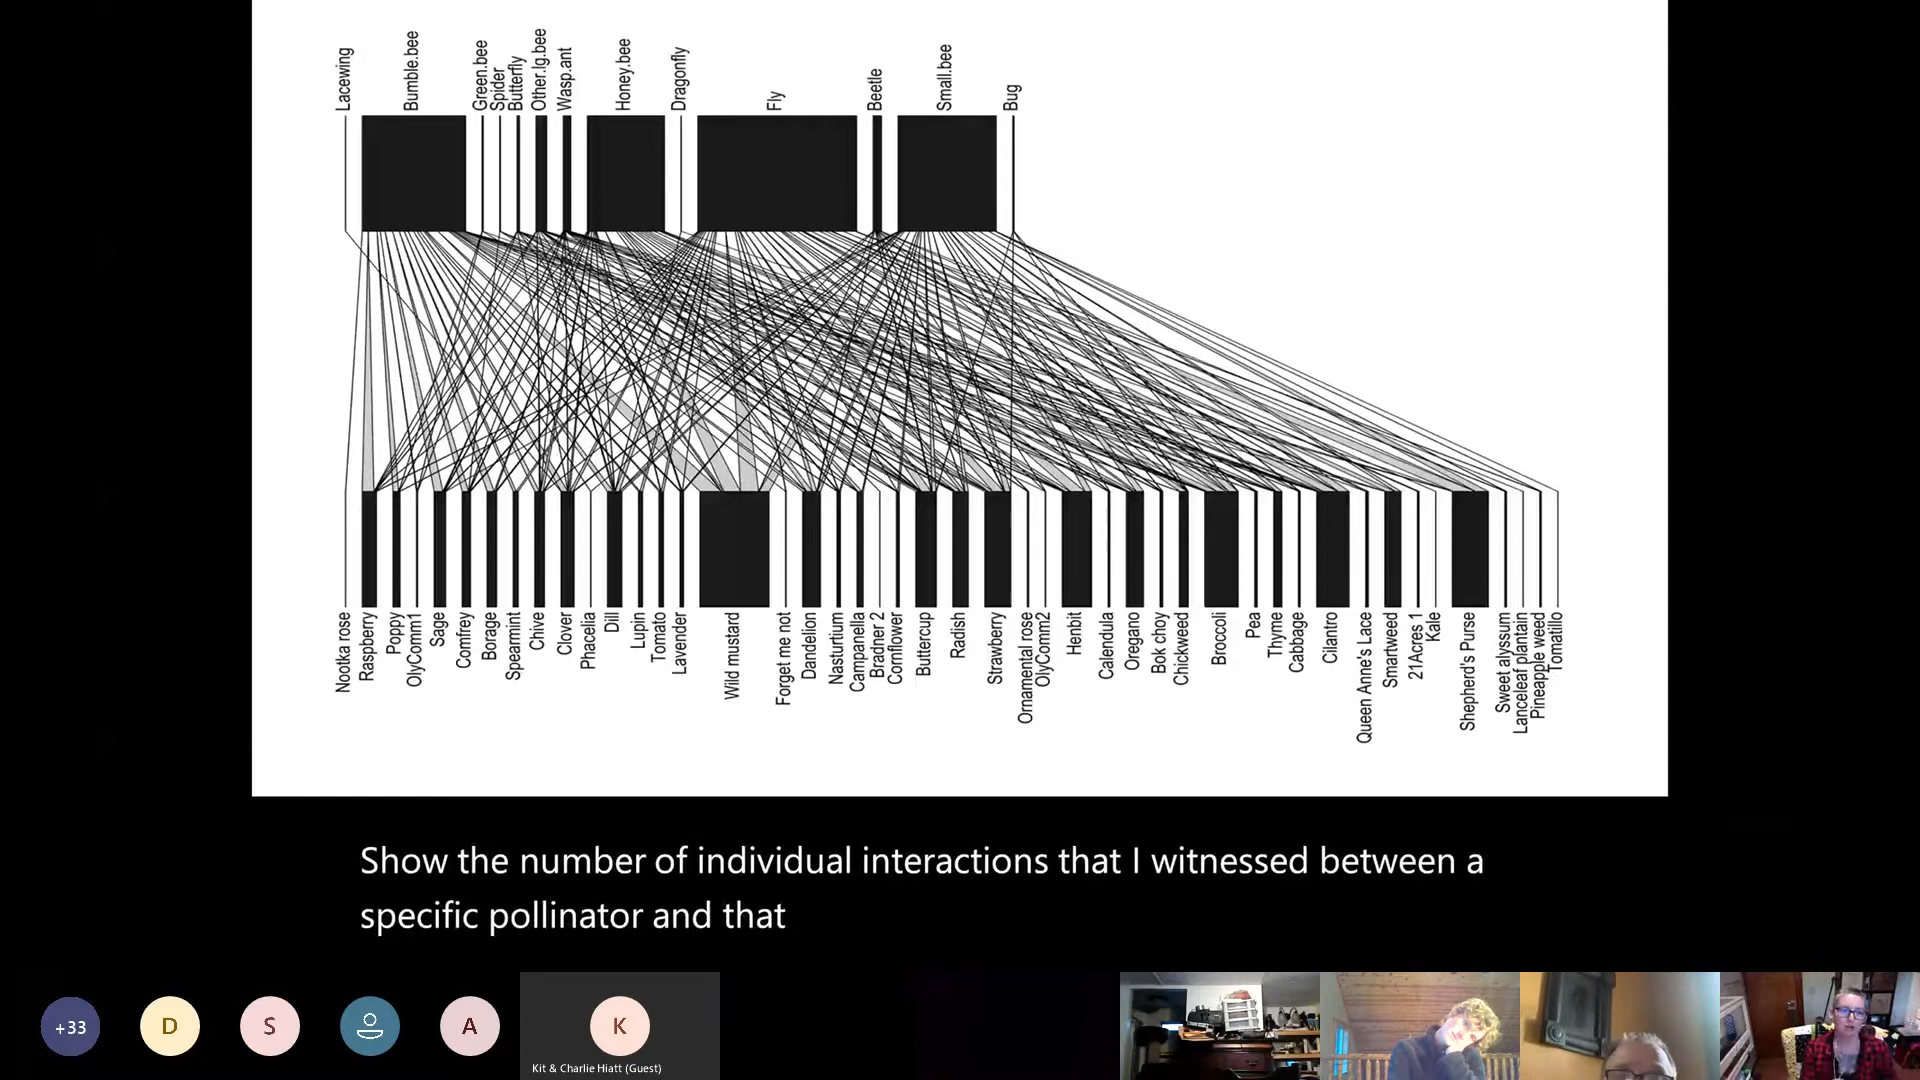 Lacewing
Bumble.bee
Green.bee
Spider
Butterfly
Other.lg.bee
Wasp.ant
Honey.bee
Dragonfly
Fly
Beetle
Small.bee
Bug
Nootka rose
Raspberry
Poppy
OlyComm1
Sage
Comfrey
Borage
Spearmint
Chive
Clover
Phacelia
Dill
Lupin
Tomato
Lavender
Wild mustard
Forget me not
Dandelion
Nasturtium
Campanella
Bradner 2
Cornflower
Buttercup
Radish
Strawberry
Ornamental rose
OlyComm2
Henbit
Calendula
Oregano
Bok choy
Chickweed
Broccoli
Pea
Thyme
Cabbage
Cilantro
Queen Anne's Lace
Smartweed
21Acres 1
Kale
Shepherd's Purse
Sweet alyssum
Lanceleaf plantain
Pineapple weed
Tomatillo
Show the number of individual interactions that I witnessed between a
specific pollinator and that
+33
D
S
A
K
Kit & Charlie Hiatt (Guest)